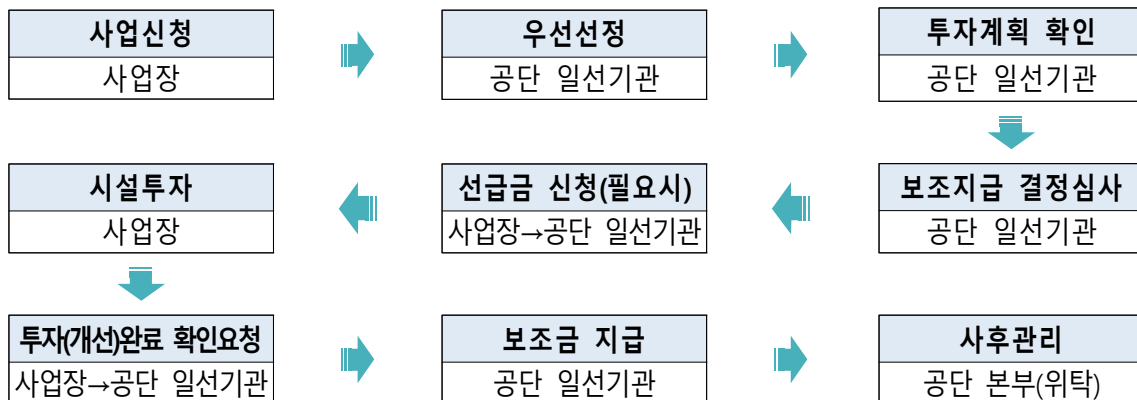 사업신청
사업장
우선선정
공단 일선기관
투자계획 확인
공단 일선기관
보조지급 결정심사
공단 일선기관
선급금 신청(필요시)
사업장→공단 일선기관
시설투자
사업장
투자(개선)완료 확인요청
사업장→공단 일선기관
보조금 지급
공단 일선기관
사후관리
공단 본부(위탁)